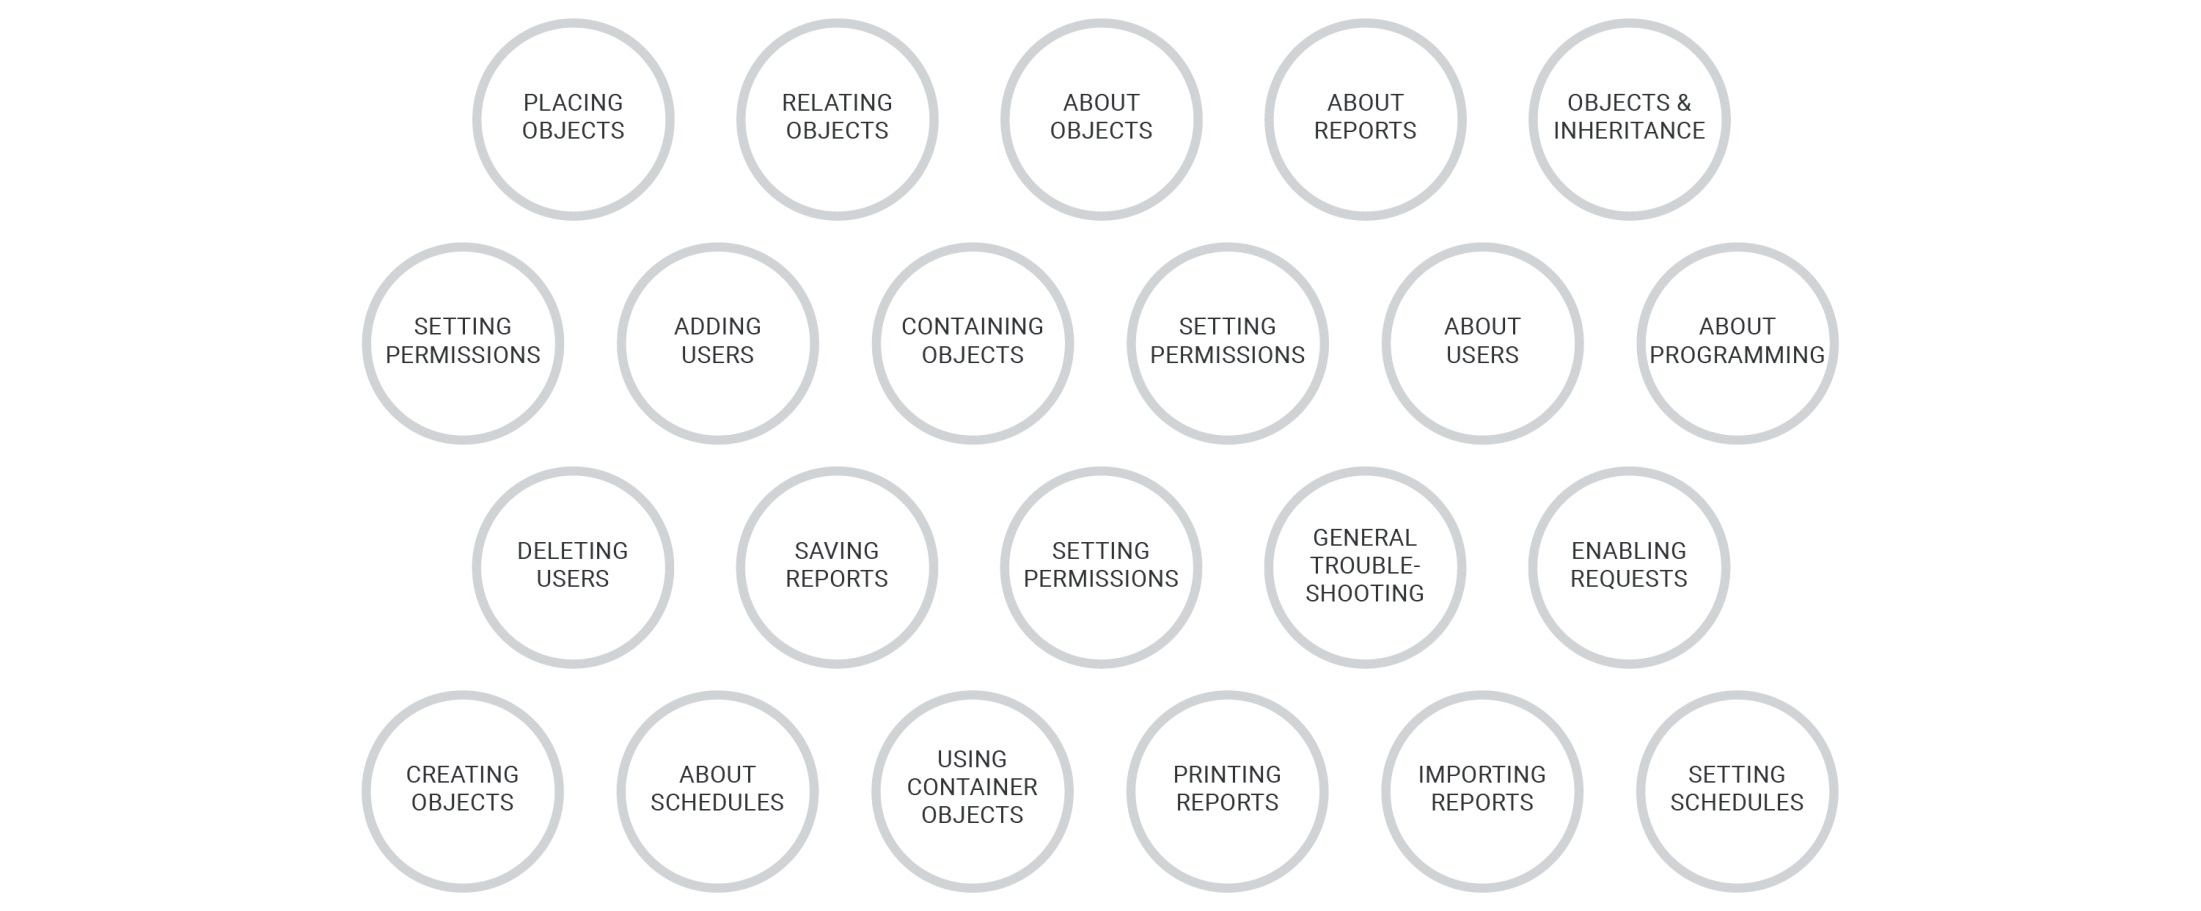 PLACING
OBJECTS
RELATING
OBJECTS
ABOUT
OBJECTS
ABOUT
REPORTS
OBJECTS &
INHERITANCE
SETTING
PERMISSIONS
ADDING
USERS
CONTAINING
OBJECTS
SETTING
PERMISSIONS
ABOUT
USERS
ABOUT
PROGRAMMING
DELETING
USERS
SAVING
REPORTS
SETTING
PERMISSIONS
GENERAL
TROUBLE-
SHOOTING
ENABLING
REQUESTS
CREATING
OBJECTS
ABOUT
SCHEDULES
USING
CONTAINER
OBJECTS
PRINTING
REPORTS
IMPORTING
REPORTS
SETTING
SCHEDULES